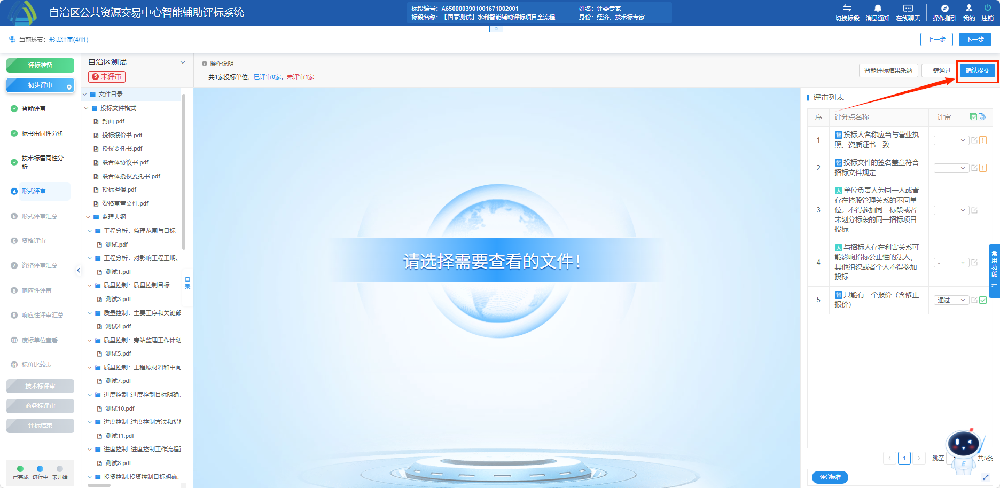 自治区公共资源交易中心智能辅助评标系统
标段编号：A6500003901001671002001
标段名称：【国泰测试】水利智能辅助评标项目全流程...
姓名：评委专家
身份：经济、技术标专家
切换标段
消息通知
在线聊天
操作指引
我的
注销
当前环节：形式评审(4/11)
上一步
下一步
评标准备
初步评审
智能评审
标书雷同性分析
技术标雷同性分
析
4 形式评审
5 形式评审汇总
6 资格评审
7 资格评审汇总
8 响应性评审
9 响应性评审汇总
10 废标单位查看
11 标价比较表
技术标评审
商务标评审
评标结束
已完成
进行中
未开始
自治区测试一
5 未评审
文件目录
投标文件格式
封面.pdf
投标报价书.pdf
授权委托书.pdf
联合体协议书.pdf
联合体授权委托书.pdf
投标担保.pdf
资格审查文件.pdf
监理大纲
工程分析：监理范围与目标
测试.pdf
工程分析：对影响工程工期、
测试1.pdf
质量控制：质量控制目标
测试3.pdf
质量控制：主要工序和关键部
测试4.pdf
质量控制：旁站监理工作计划
测试5.pdf
质量控制：工程原材料和中间
测试7.pdf
进度控制:进度控制目标明确,
测试10.pdf
进度控制:进度控制方法和措施
测试11.pdf
进度控制:进度控制工作流程正
测试8.pdf
投资控制:投资控制目标明确、
目录
操作说明
共1家投标单位，已评审0家，未评审1家
智能评标结果采纳
一键通过
确认提交
请选择需要查看的文件！
评审列表
序
评分点名称
评审
1
智 投标人名称应当与营业执
照、资质证书一致
-
2
智 投标文件的签名盖章符合
招标文件规定
-
3
人 单位负责人为同一人或者
存在控股管理关系的不同单
位，不得参加同一标段或者
未划分标段的同一招标项目
投标
-
4
人 与招标人存在利害关系可
能影响招标公正性的法人、
其他组织或者个人不得参加
投标
-
5
智 只能有一个报价（含修正
报价）
通过
常用功能
1
跳至
共5条
评分标准
E